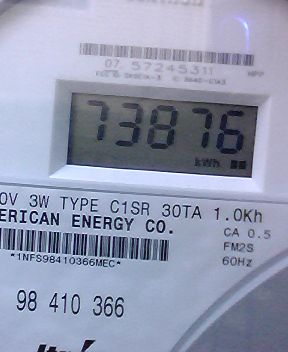 07 57245311
73876
kWh
0V 3W TYPE C1SR 30TA 1.0Kh
ERICAN ENERGY CO.
CA 0.5
FM2S
*1NFS98410366MEC*
60Hz
98 410 366